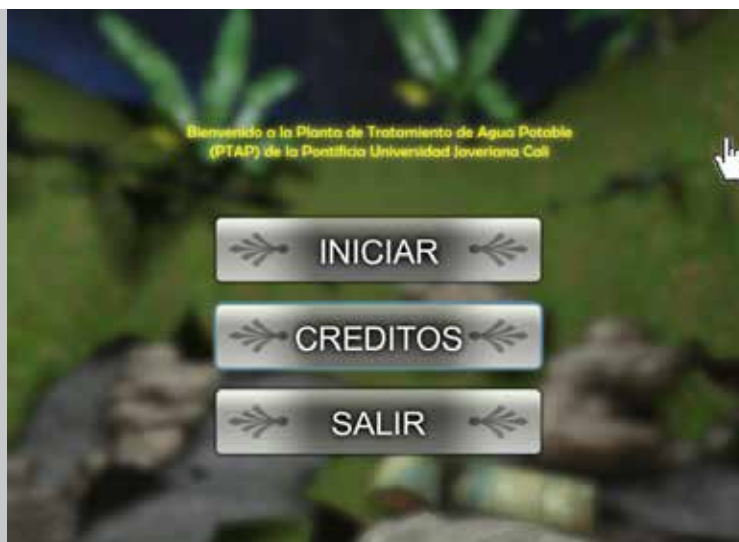 Bienvenido a la Planta de Tratamiento de Agua Potable
(PTAP) de la Pontificia Universidad Javeriana Cali
INICIAR
CREDITOS
SALIR